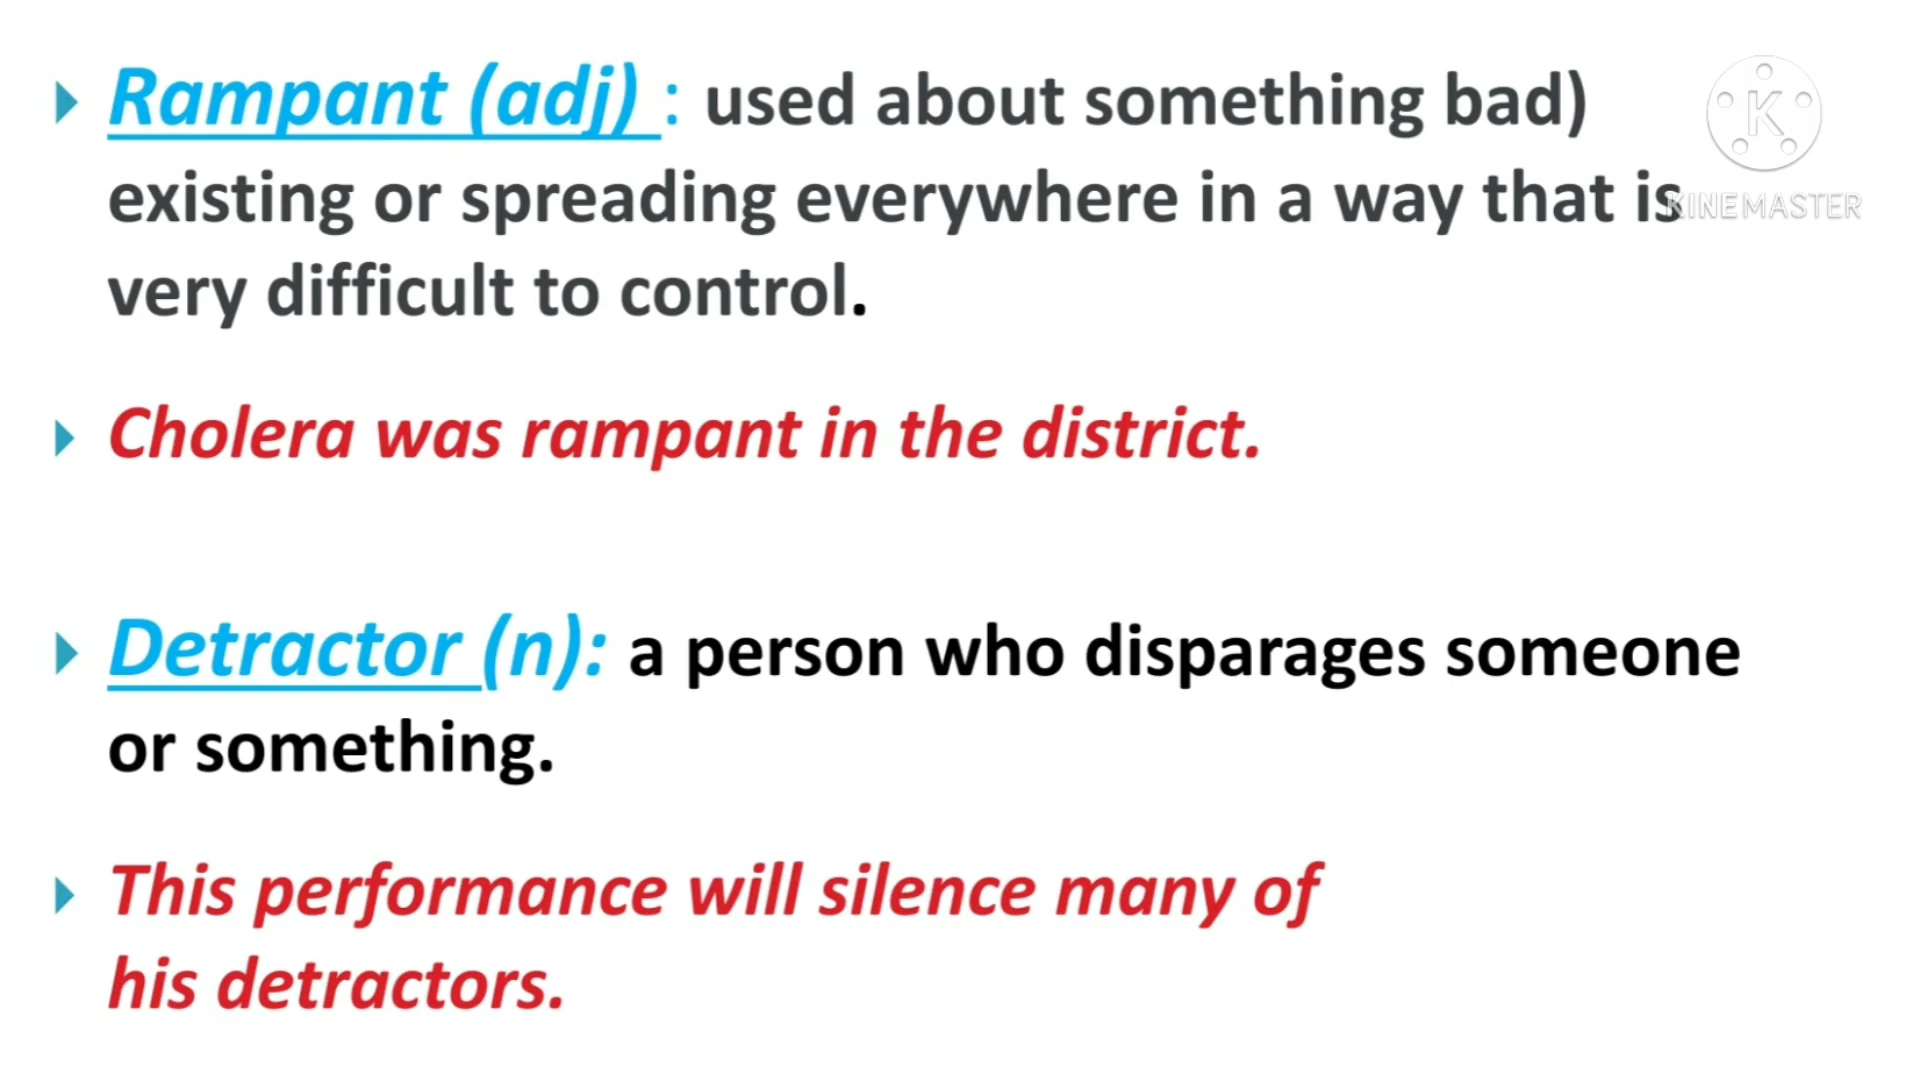 Rampant (adj) : used about something bad)
existing or spreading everywhere in a way that is
very difficult to control.
Cholera was rampant in the district.
Detractor (n): a person who disparages someone
or something.
This performance will silence many of
his detractors.
K
KINEMASTER